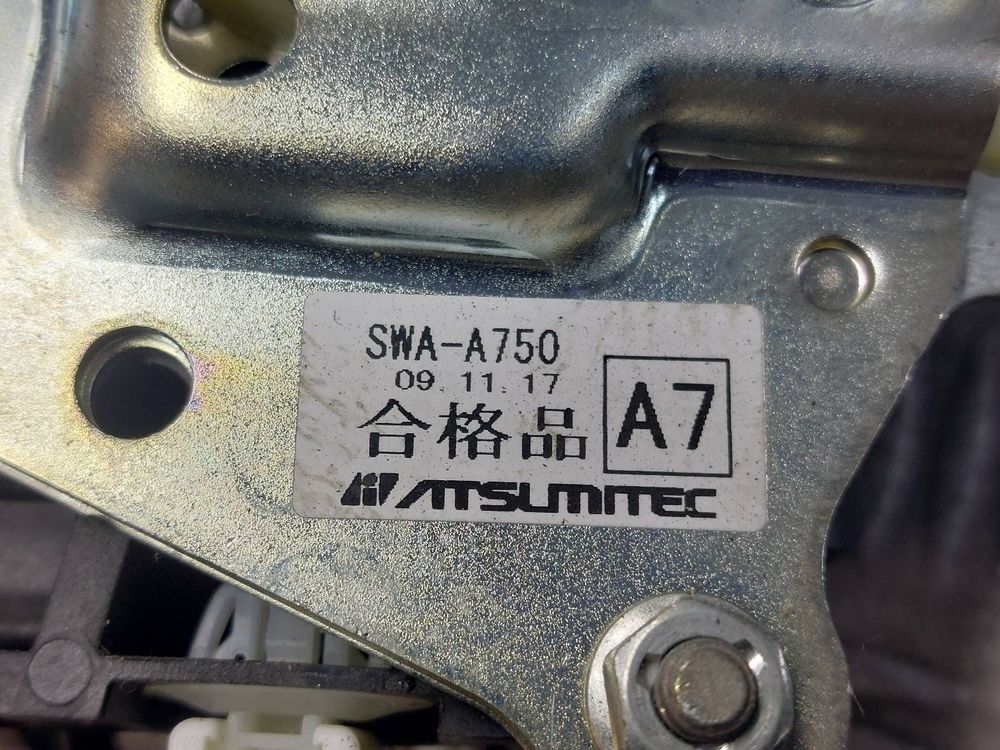 SWA-A750
09 11 17
合格品
A7
ATSUMITEC